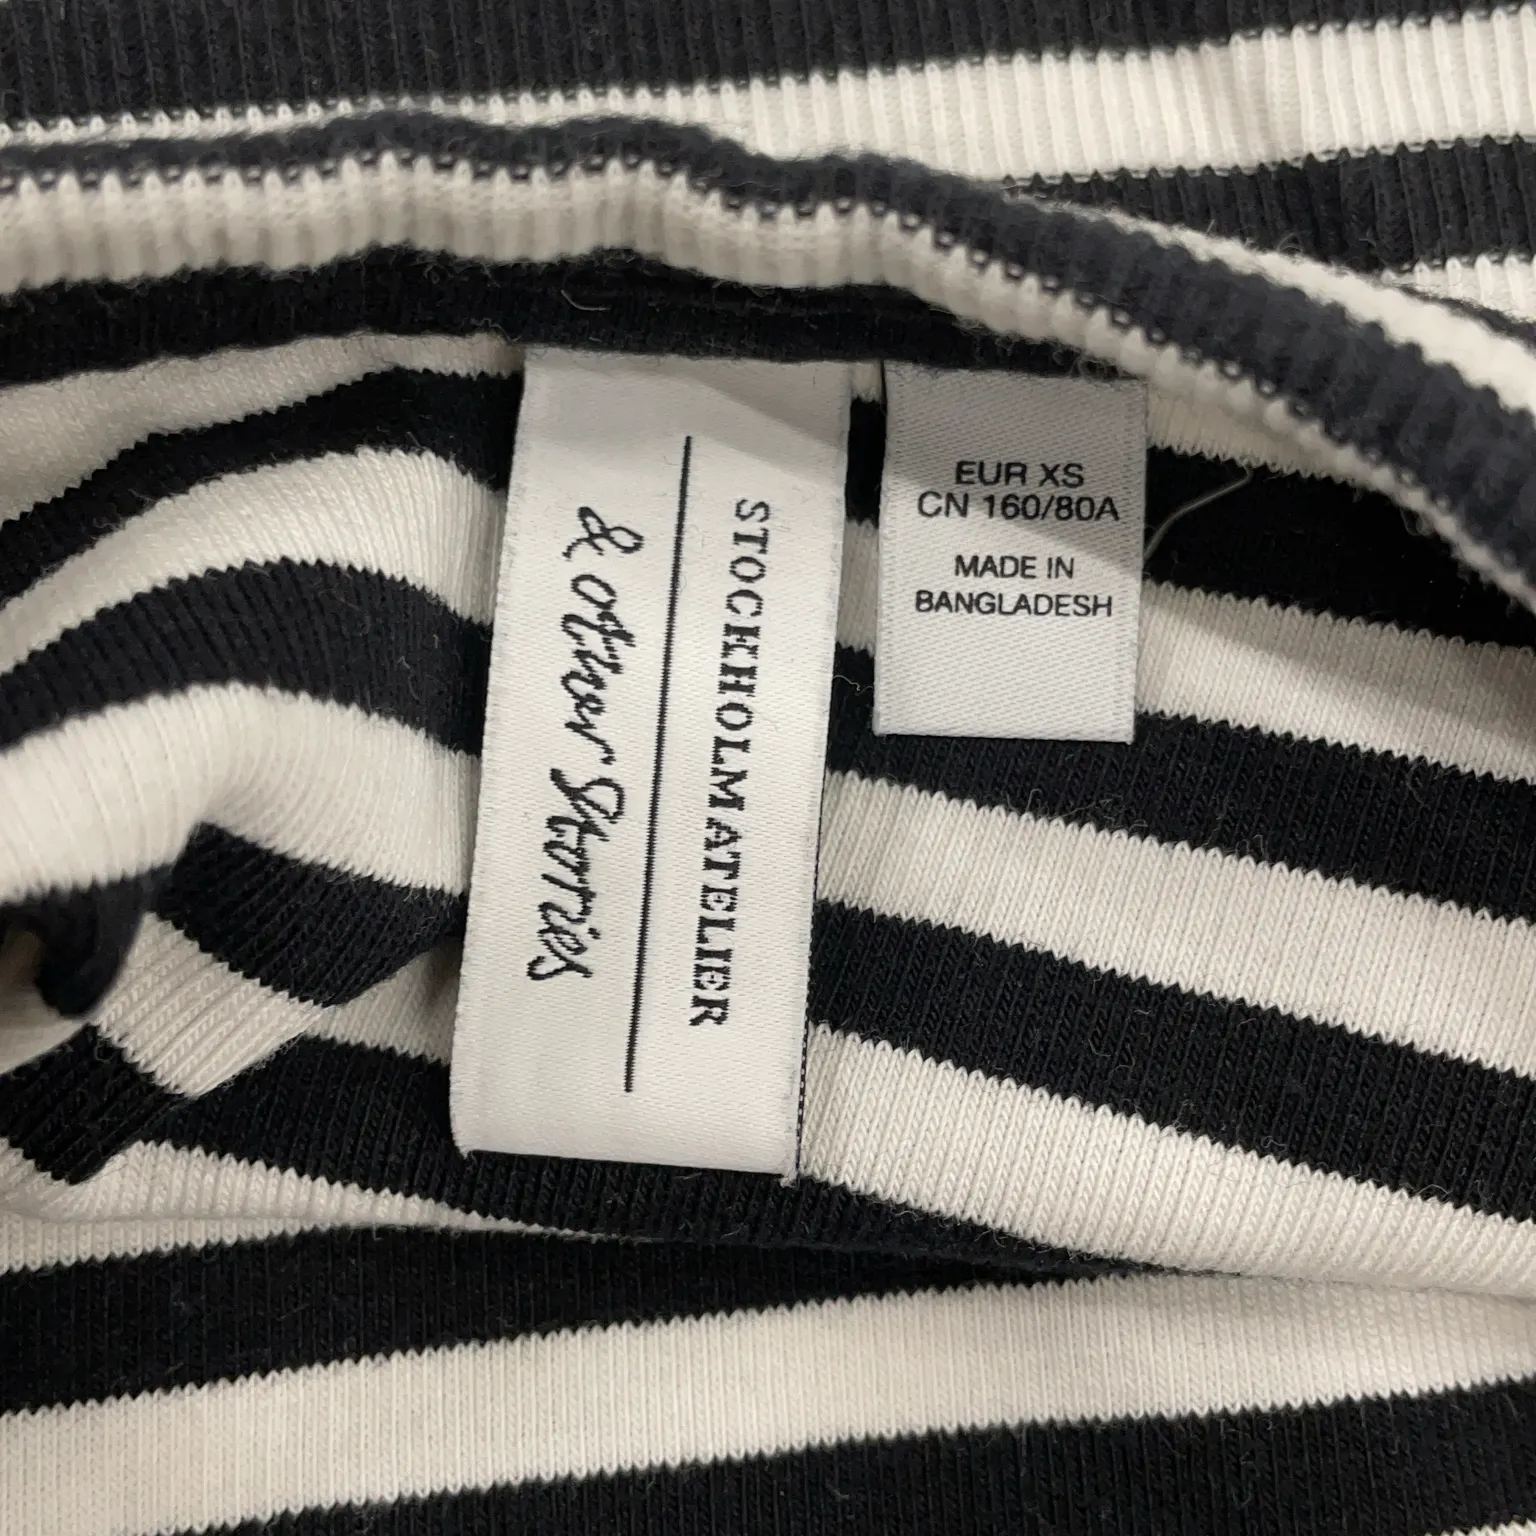 STOCKHOLM ATELIER
& other Stories
EUR XS
CN 160/80A
MADE IN
BANGLADESH